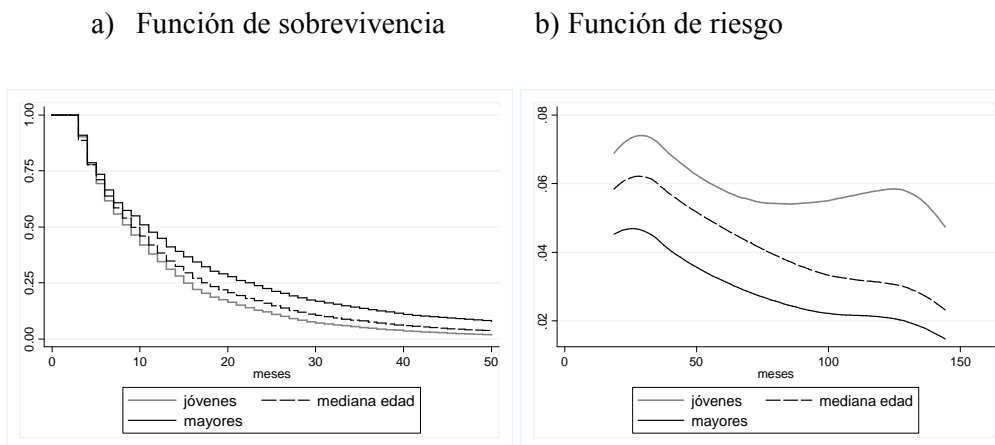 a) Función de sobrevivencia
b) Función de riesgo
1.00
0.75
0.50
0.25
0.00
0 10 20 30 40 50
meses
jóvenes mediana edad
mayores
.08
.06
.04
.02
0 50 100 150
meses
jóvenes mediana edad
mayores